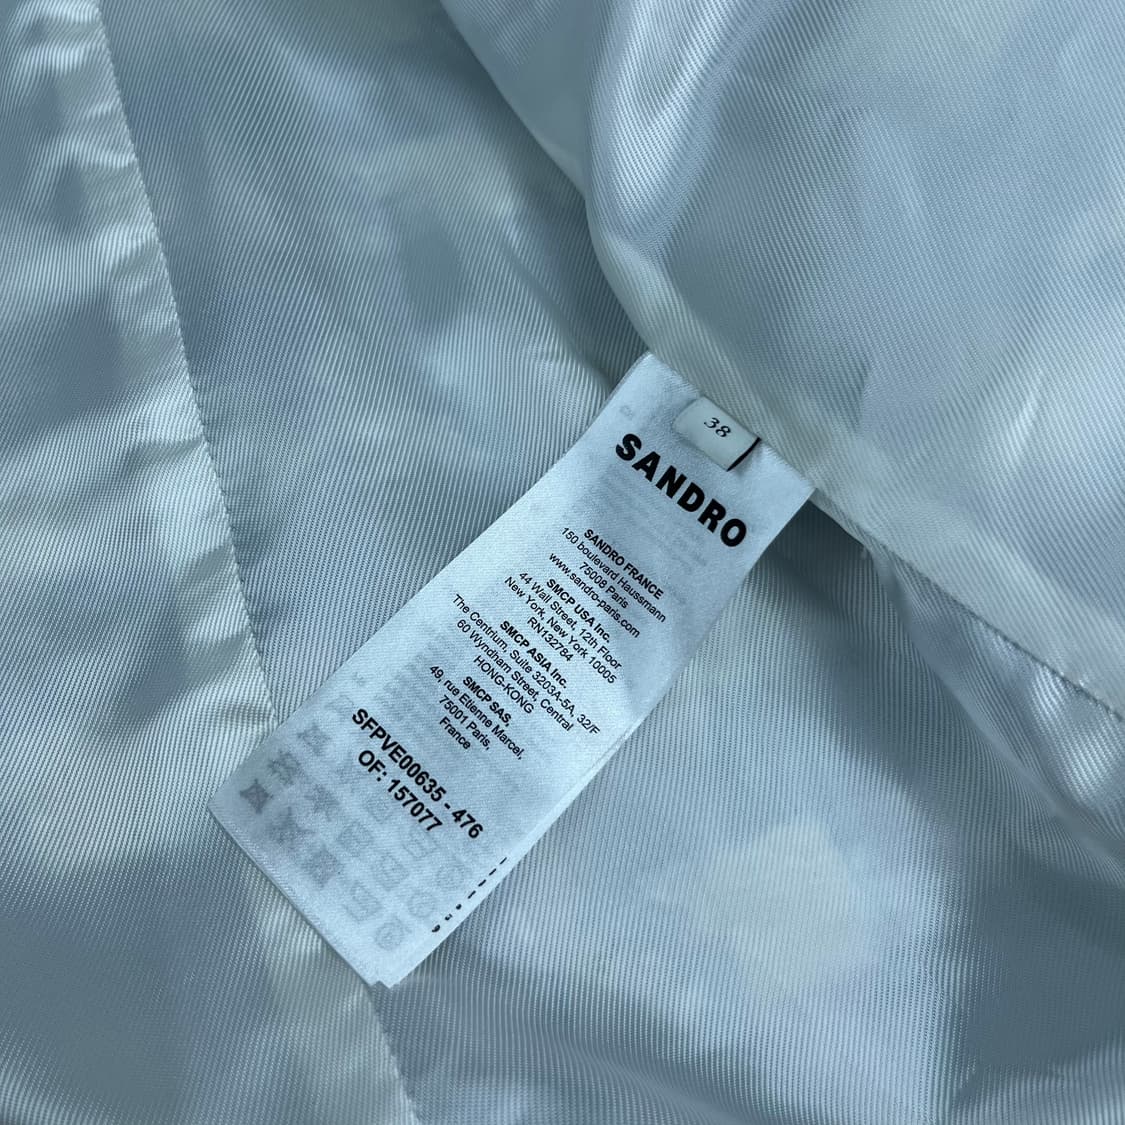 38
SANDRO
SANDRO FRANCE
150 boulevard Haussmann
75008 Paris
www.sandro-paris.com
SMCP USA Inc.
44 Wall Street, 12th Floor
New York, New York 10005
RN132784
SMCP ASIA Inc.
The Centrium, Suite 3203A-5A, 32/F
60 Wyndham Street, Central
HONG-KONG
SMCP SAS,
49, rue Etienne Marcel,
75001 Paris,
France
SFPVE00635 - 476
OF: 157077